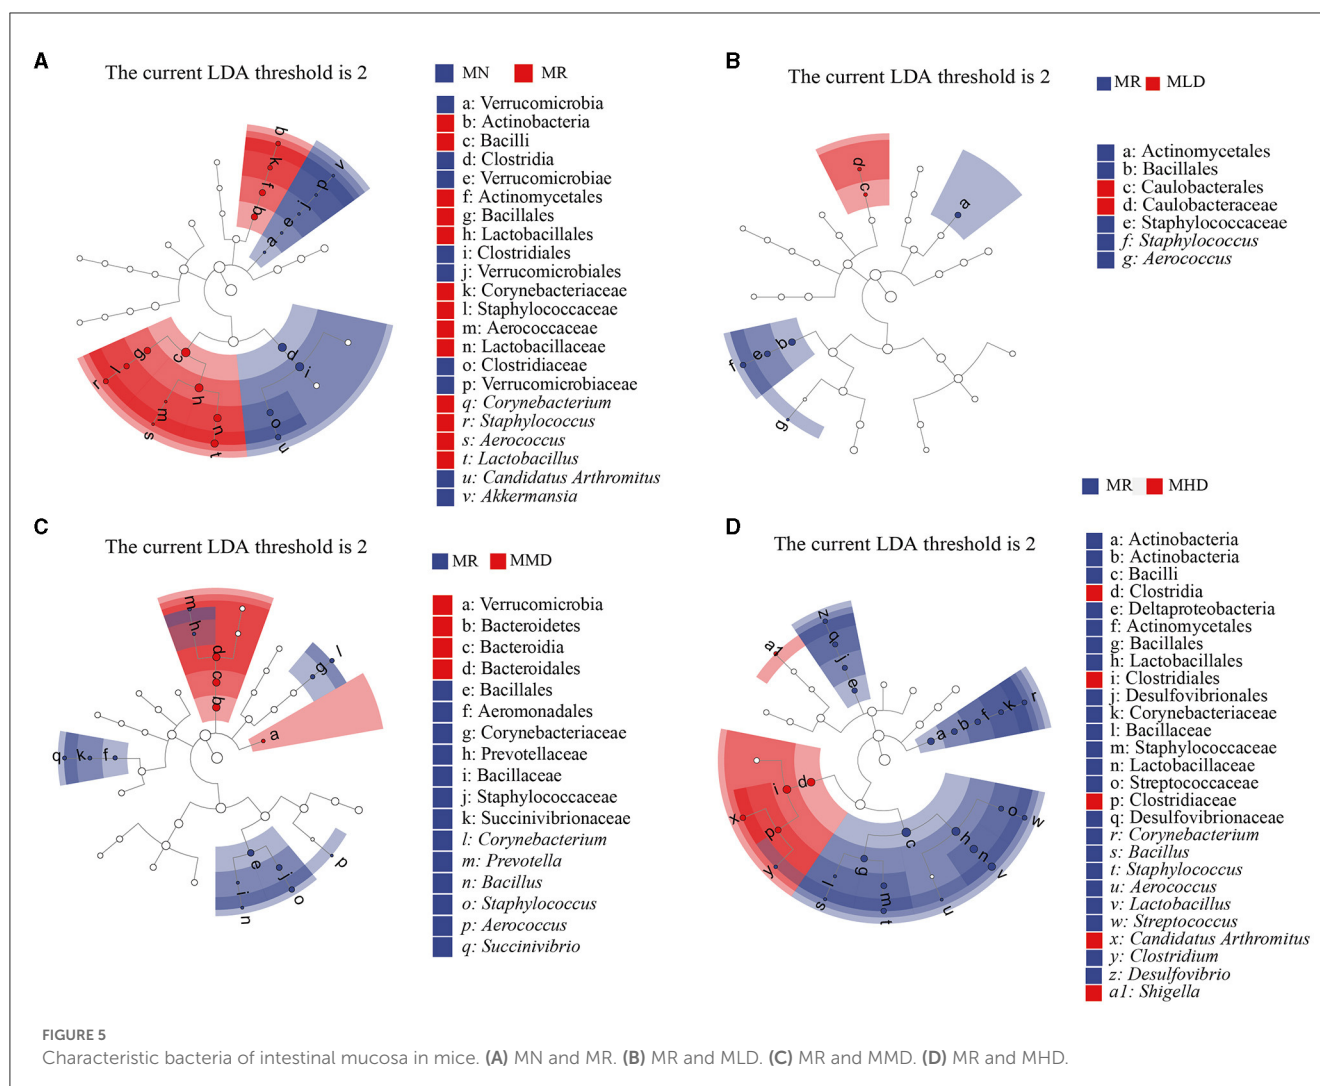 A
The current LDA threshold is 2
MN MR
a: Verrucomicrobia
b: Actinobacteria
c: Bacilli
d: Clostridia
e: Verrucomicrobiae
f: Actinomycetales
g: Bacillales
h: Lactobacillales
i: Clostridiales
j: Verrucomicrobiales
k: Corynebacteriaceae
l: Staphylococcaceae
m: Aerococcaceae
n: Lactobacillaceae
o: Clostridiaceae
p: Verrucomicrobiaceae
q: Corynebacterium
r: Staphylococcus
s: Aerococcus
t: Lactobacillus
u: Candidatus Arthromitus
v: Akkermansia
q
k
f
b
v
p
j
e
a
c
g
l
r
m
s
h
n
t
d
i
o
u
B
The current LDA threshold is 2
MR MLD
a: Actinomycetales
b: Bacillales
c: Caulobacterales
d: Caulobacteraceae
e: Staphylococcaceae
f: Staphylococcus
g: Aerococcus
d
c
a
b
e
f
g
C
The current LDA threshold is 2
MR MMD
a: Verrucomicrobia
b: Bacteroidetes
c: Bacteroidia
d: Bacteroidales
e: Bacillales
f: Aeromonadales
g: Corynebacteriaceae
h: Prevotellaceae
i: Bacillaceae
j: Staphylococcaceae
k: Succinivibrionaceae
l: Corynebacterium
m: Prevotella
n: Bacillus
o: Staphylococcus
p: Aerococcus
q: Succinivibrio
m
h
d
c
b
l
g
a
q k f
e
j
i
o
n
p
MR MHD
D
The current LDA threshold is 2
a: Actinobacteria
b: Actinobacteria
c: Bacilli
d: Clostridia
e: Deltaproteobacteria
f: Actinomycetales
g: Bacillales
h: Lactobacillales
i: Clostridiales
j: Desulfovibrionales
k: Corynebacteriaceae
l: Bacillaceae
m: Staphylococcaceae
n: Lactobacillaceae
o: Streptococcaceae
p: Clostridiaceae
q: Desulfovibrionaceae
r: Corynebacterium
s: Bacillus
t: Staphylococcus
u: Aerococcus
v: Lactobacillus
w: Streptococcus
x: Candidatus Arthromitus
y: Clostridium
z: Desulfovibrio
a1: Shigella
z
q
j
e
a1
a b f k r
d
i
x
p
y
c
g
l
s
m
t
h
n
v
u
o
w
FIGURE 5
Characteristic bacteria of intestinal mucosa in mice. (A) MN and MR. (B) MR and MLD. (C) MR and MMD. (D) MR and MHD.